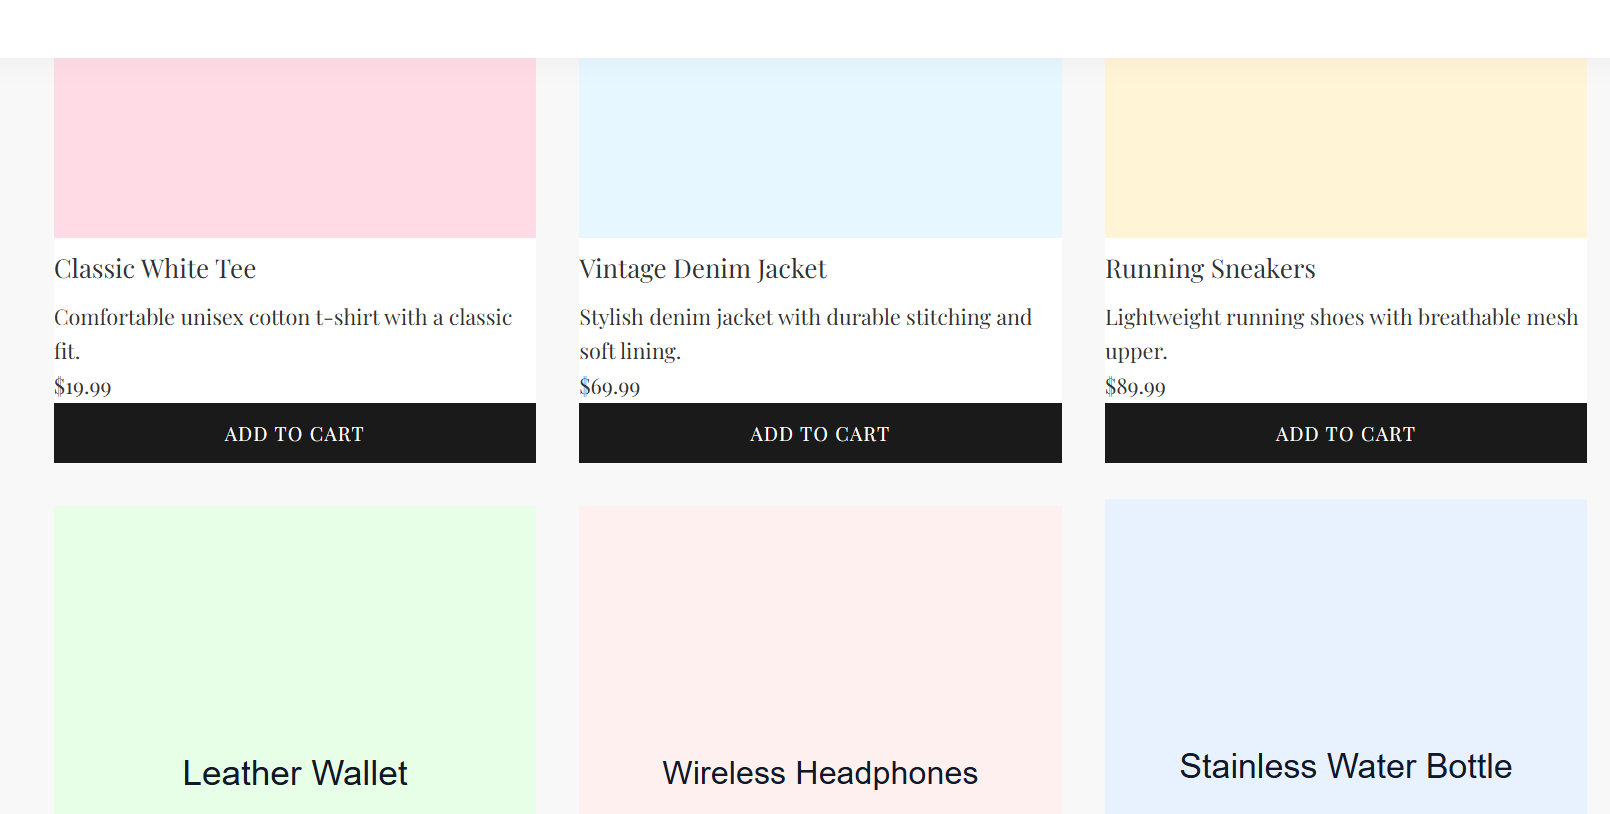 Classic White Tee
Vintage Denim Jacket
Running Sneakers
Comfortable unisex cotton t-shirt with a classic
fit.
Stylish denim jacket with durable stitching and
soft lining.
Lightweight running shoes with breathable mesh
upper.
$19.99
$69.99
$89.99
ADD TO CART
ADD TO CART
ADD TO CART
Leather Wallet
Wireless Headphones
Stainless Water Bottle